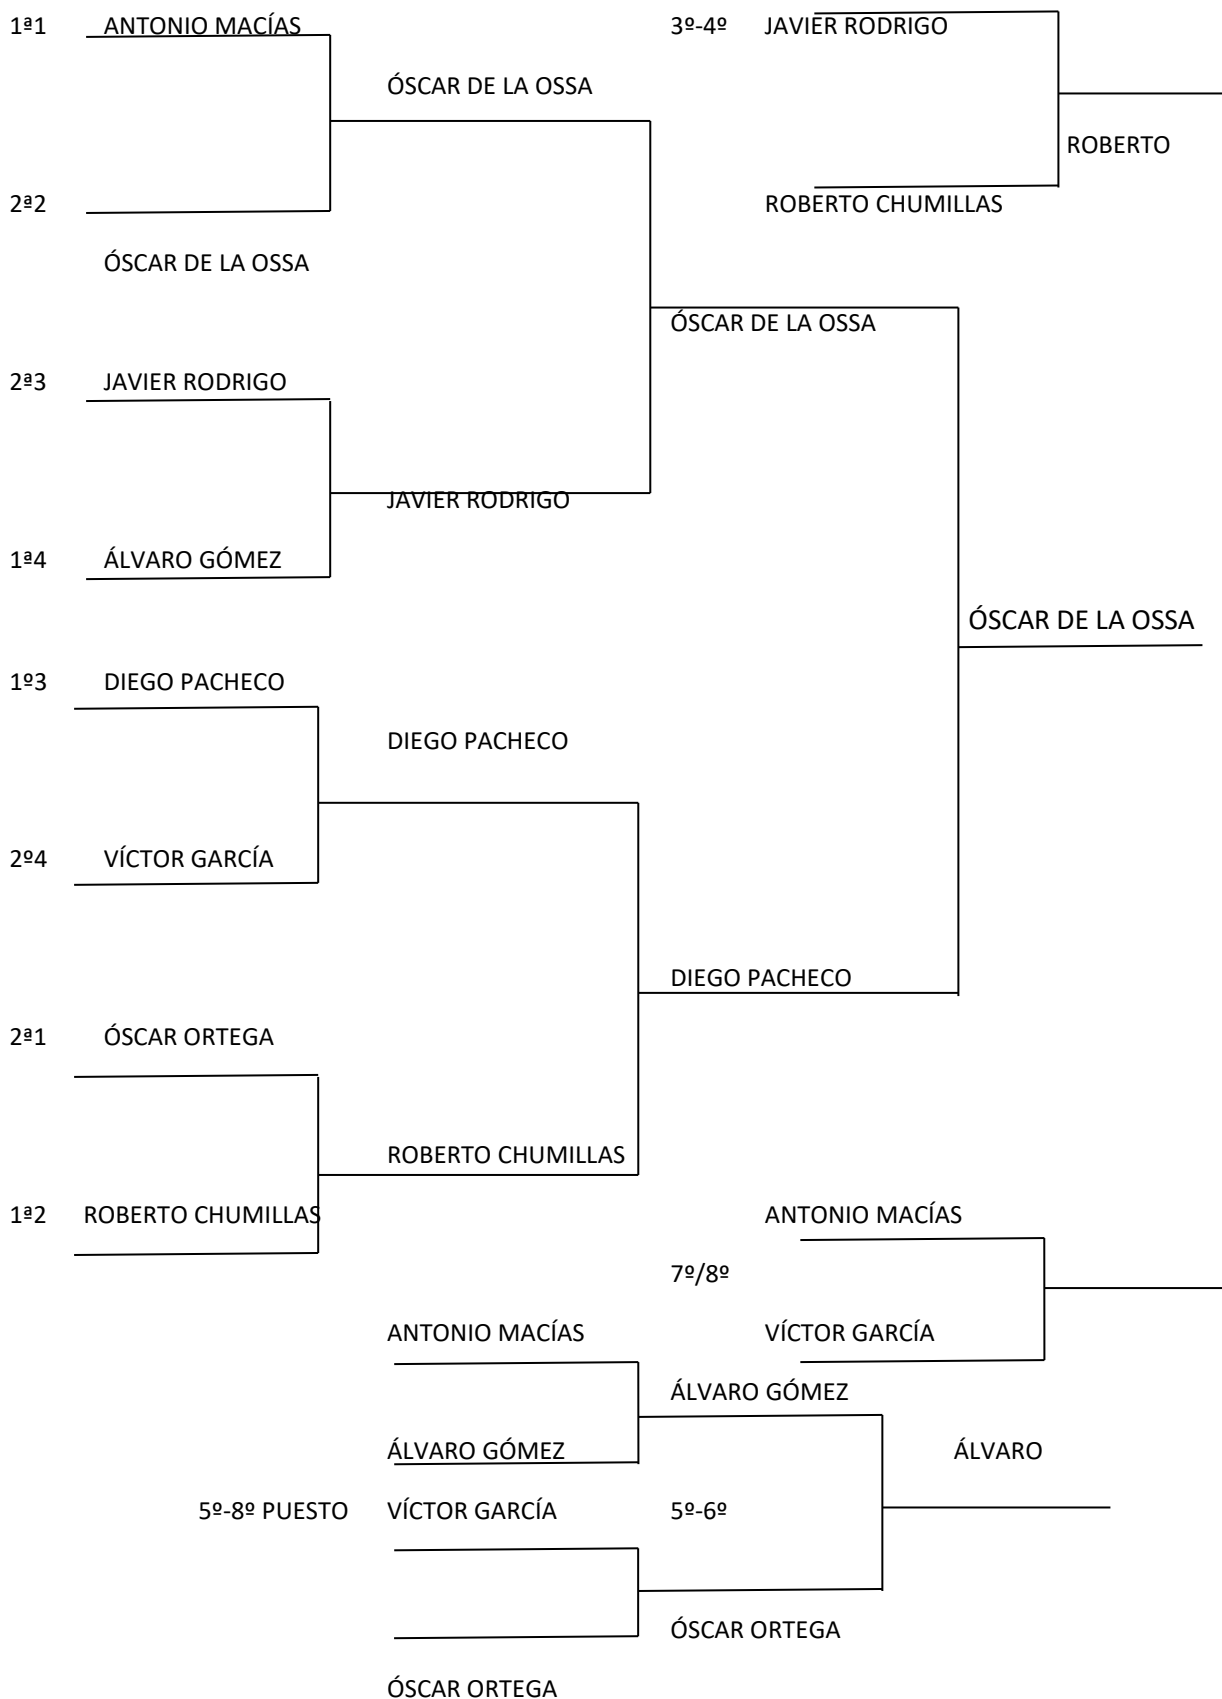 1ª1 ANTONIO MACÍAS 3º-4º JAVIER RODRIGO
ÓSCAR DE LA OSSA
ROBERTO
2ª2 ROBERTO CHUMILLAS
ÓSCAR DE LA OSSA
ÓSCAR DE LA OSSA
2ª3 JAVIER RODRIGO
JAVIER RODRIGO
1ª4 ÁLVARO GÓMEZ
ÓSCAR DE LA OSSA
1º3 DIEGO PACHECO
DIEGO PACHECO
2º4 VÍCTOR GARCÍA
DIEGO PACHECO
2ª1 ÓSCAR ORTEGA
ROBERTO CHUMILLAS
1ª2 ROBERTO CHUMILLAS ANTONIO MACÍAS
7º/8º
ANTONIO MACÍAS VÍCTOR GARCÍA
ÁLVARO GÓMEZ
ÁLVARO GÓMEZ ÁLVARO
5º-8º PUESTO VÍCTOR GARCÍA 5º-6º
ÓSCAR ORTEGA
ÓSCAR ORTEGA